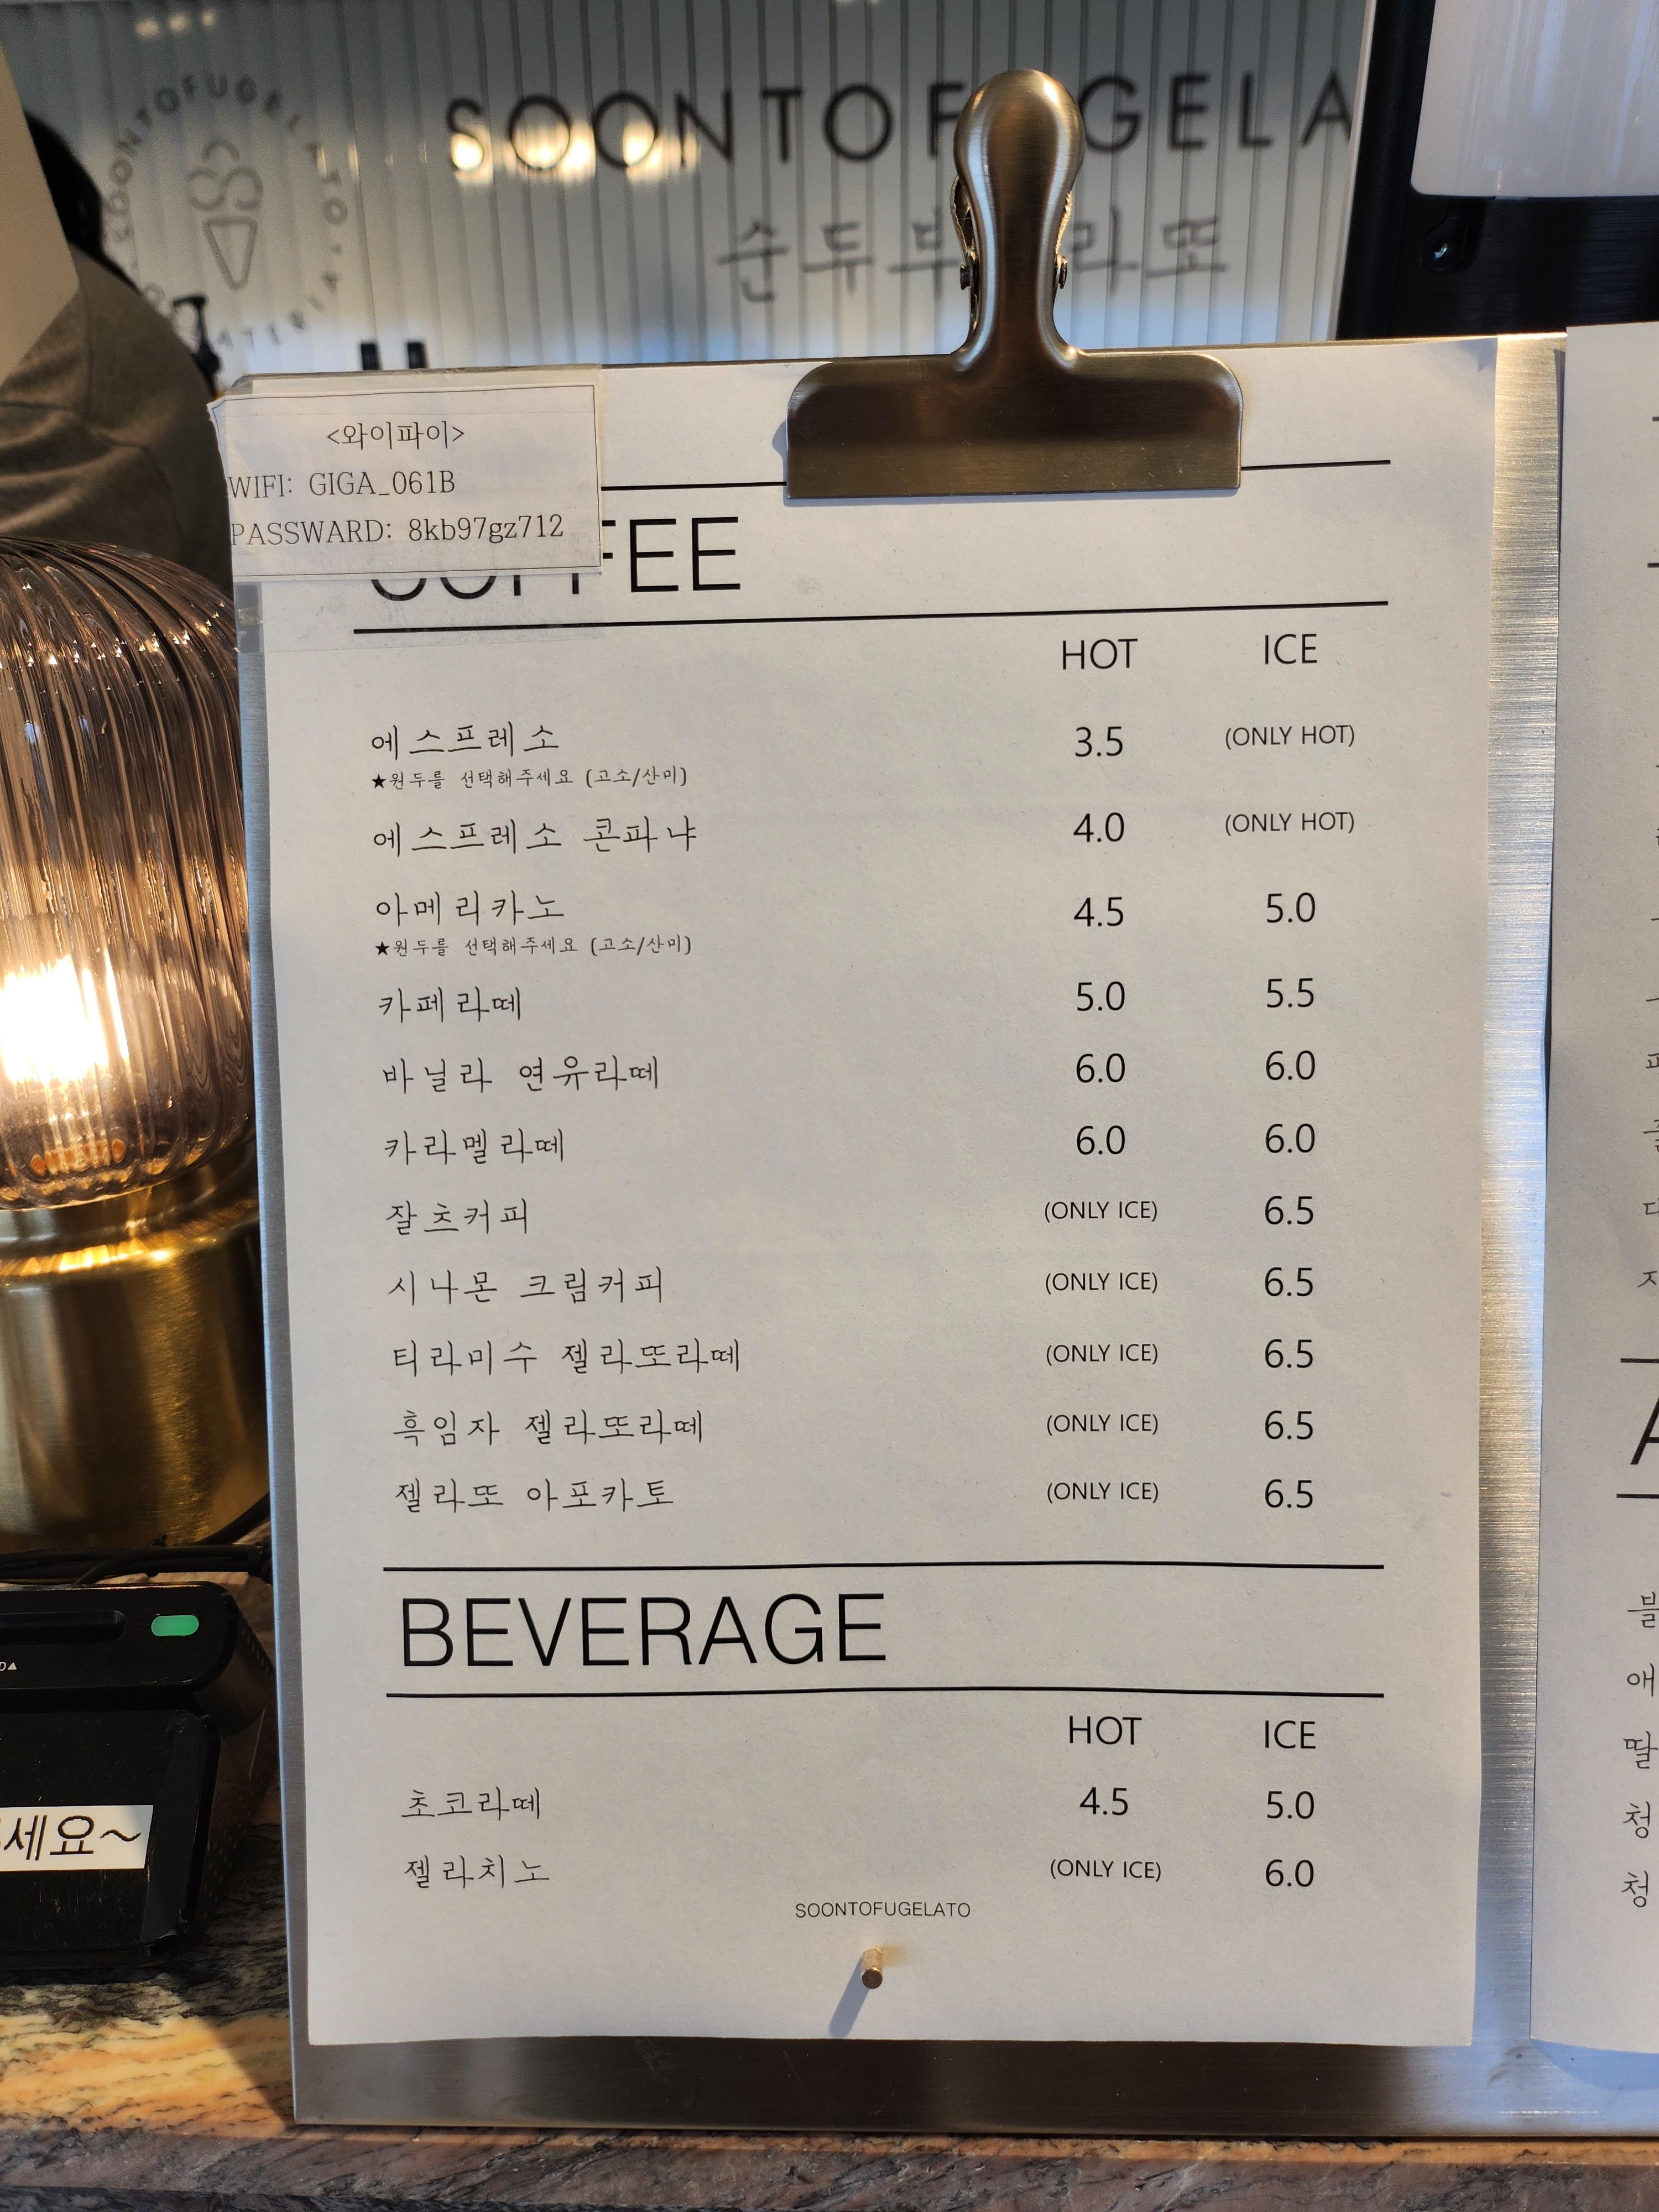 SOONTOFUGELA
순두부 라또
<와이파이>
WIFI: GIGA_061B
PASSWARD: 8kb97gz712
COFFEE
HOT ICE
에스프레소 3.5 (ONLY HOT)
★원두를 선택해주세요 (고소/산미)
에스프레소 콘파냐 4.0 (ONLY HOT)
아메리카노 4.5 5.0
★원두를 선택해주세요 (고소/산미)
카페라떼 5.0 5.5
바닐라 연유라떼 6.0 6.0
카라멜라떼 6.0 6.0
잘츠커피 (ONLY ICE) 6.5
시나몬 크림커피 (ONLY ICE) 6.5
티라미수 젤라또라떼 (ONLY ICE) 6.5
흑임자 젤라또라떼 (ONLY ICE) 6.5
젤라또 아포카토 (ONLY ICE) 6.5
BEVERAGE
HOT ICE
초코라떼 4.5 5.0
젤라치노 (ONLY ICE) 6.0
SOONTOFUGELATO
세요~